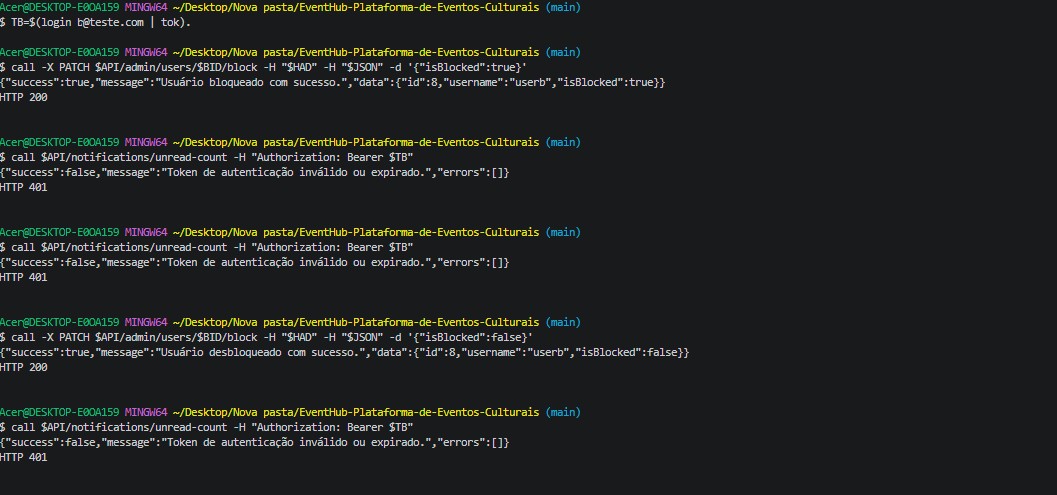 Acer@DESKTOP-E0OA159 MINGW64 ~/Desktop/Nova pasta/EventHub-Plataforma-de-Eventos-Culturais (main)
$ TB=$(login b@teste.com | tok).
Acer@DESKTOP-E0OA159 MINGW64 ~/Desktop/Nova pasta/EventHub-Plataforma-de-Eventos-Culturais (main)
$ call -X PATCH $API/admin/users/$BID/block -H "$HAD" -H "$JSON" -d '{"isBlocked":true}'
{"success":true,"message":"Usuário bloqueado com sucesso.","data":{"id":8,"username":"userb","isBlocked":true}}
HTTP 200
Acer@DESKTOP-E0OA159 MINGW64 ~/Desktop/Nova pasta/EventHub-Plataforma-de-Eventos-Culturais (main)
$ call $API/notifications/unread-count -H "Authorization: Bearer $TB"
{"success":false,"message":"Token de autenticação inválido ou expirado.","errors":[]}
HTTP 401
Acer@DESKTOP-E0OA159 MINGW64 ~/Desktop/Nova pasta/EventHub-Plataforma-de-Eventos-Culturais (main)
$ call $API/notifications/unread-count -H "Authorization: Bearer $TB"
{"success":false,"message":"Token de autenticação inválido ou expirado.","errors":[]}
HTTP 401
Acer@DESKTOP-E0OA159 MINGW64 ~/Desktop/Nova pasta/EventHub-Plataforma-de-Eventos-Culturais (main)
$ call -X PATCH $API/admin/users/$BID/block -H "$HAD" -H "$JSON" -d '{"isBlocked":false}'
{"success":true,"message":"Usuário desbloqueado com sucesso.","data":{"id":8,"username":"userb","isBlocked":false}}
HTTP 200
Acer@DESKTOP-E0OA159 MINGW64 ~/Desktop/Nova pasta/EventHub-Plataforma-de-Eventos-Culturais (main)
$ call $API/notifications/unread-count -H "Authorization: Bearer $TB"
{"success":false,"message":"Token de autenticação inválido ou expirado.","errors":[]}
HTTP 401